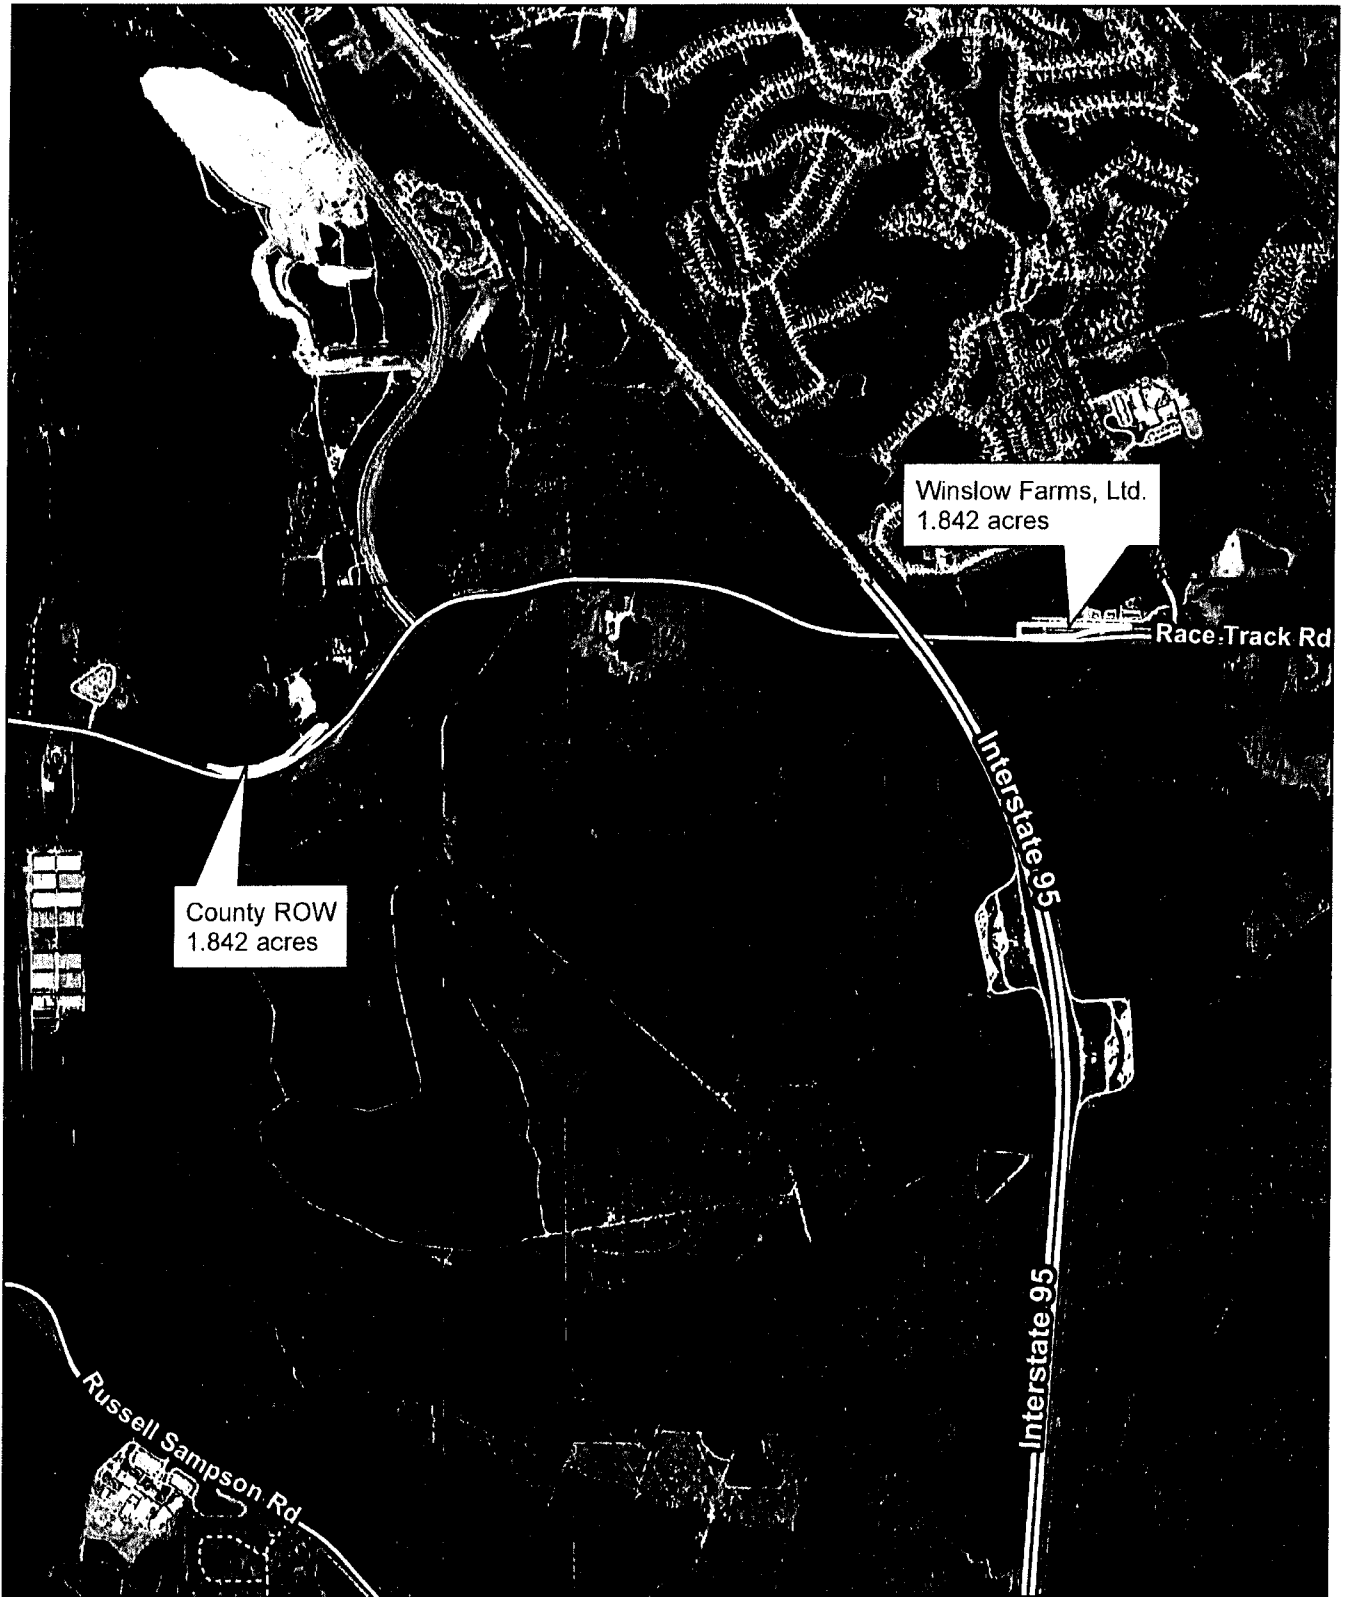 Winslow Farms, Ltd.
1.842 acres
Race Track Rd
Interstate 95
County ROW
1.842 acres
Interstate 95
Russell Sampson Rd